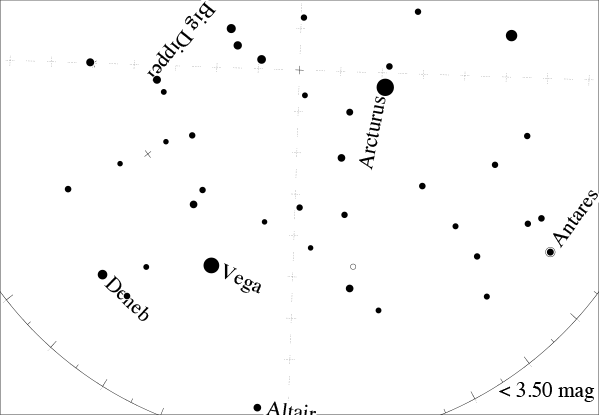 Big Dipper
Arcturus
Antares
Vega
Deneb
Altair
< 3.50 mag